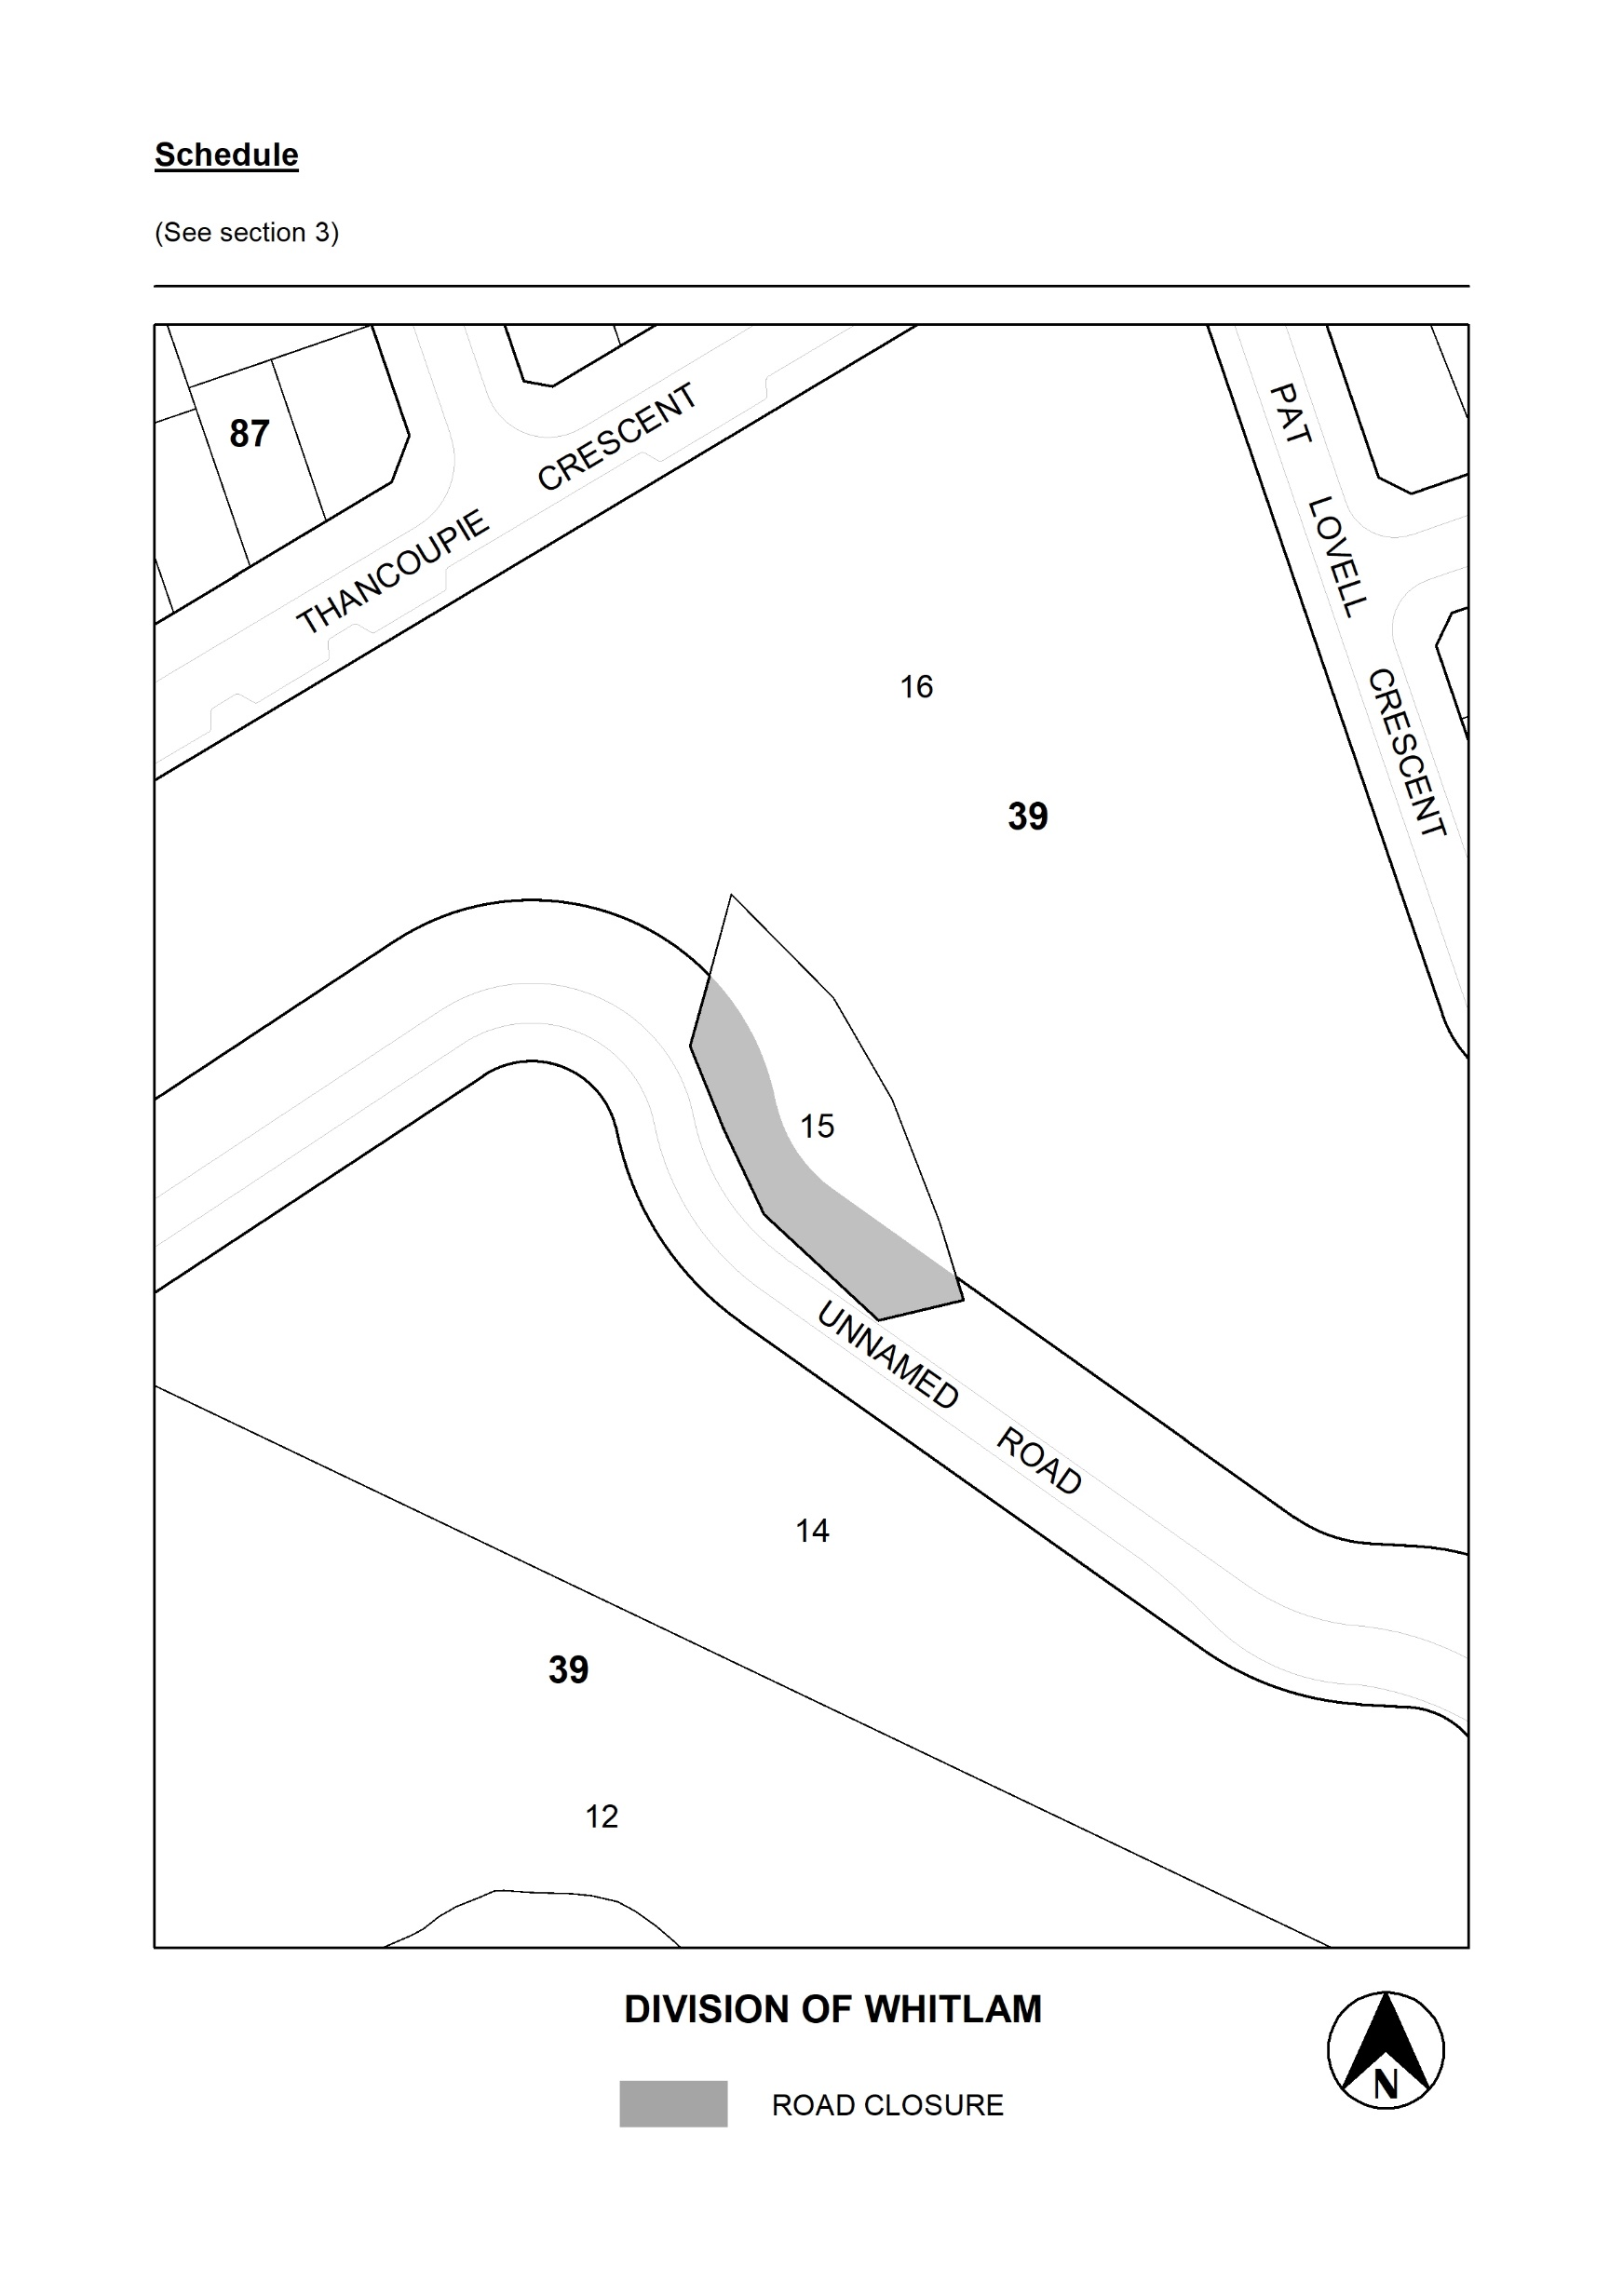 Schedule
(See section 3)
87
THANCOUPIE CRESCENT
PAT LOVELL CRESCENT
16
39
15
UNNAMED ROAD
14
39
12
DIVISION OF WHITLAM
N
ROAD CLOSURE